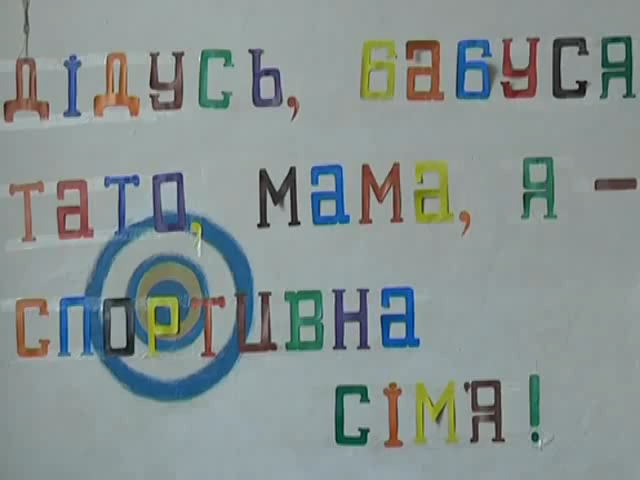 дідусь, бабуся
тато, мама, я –
спортивна
сім'я!